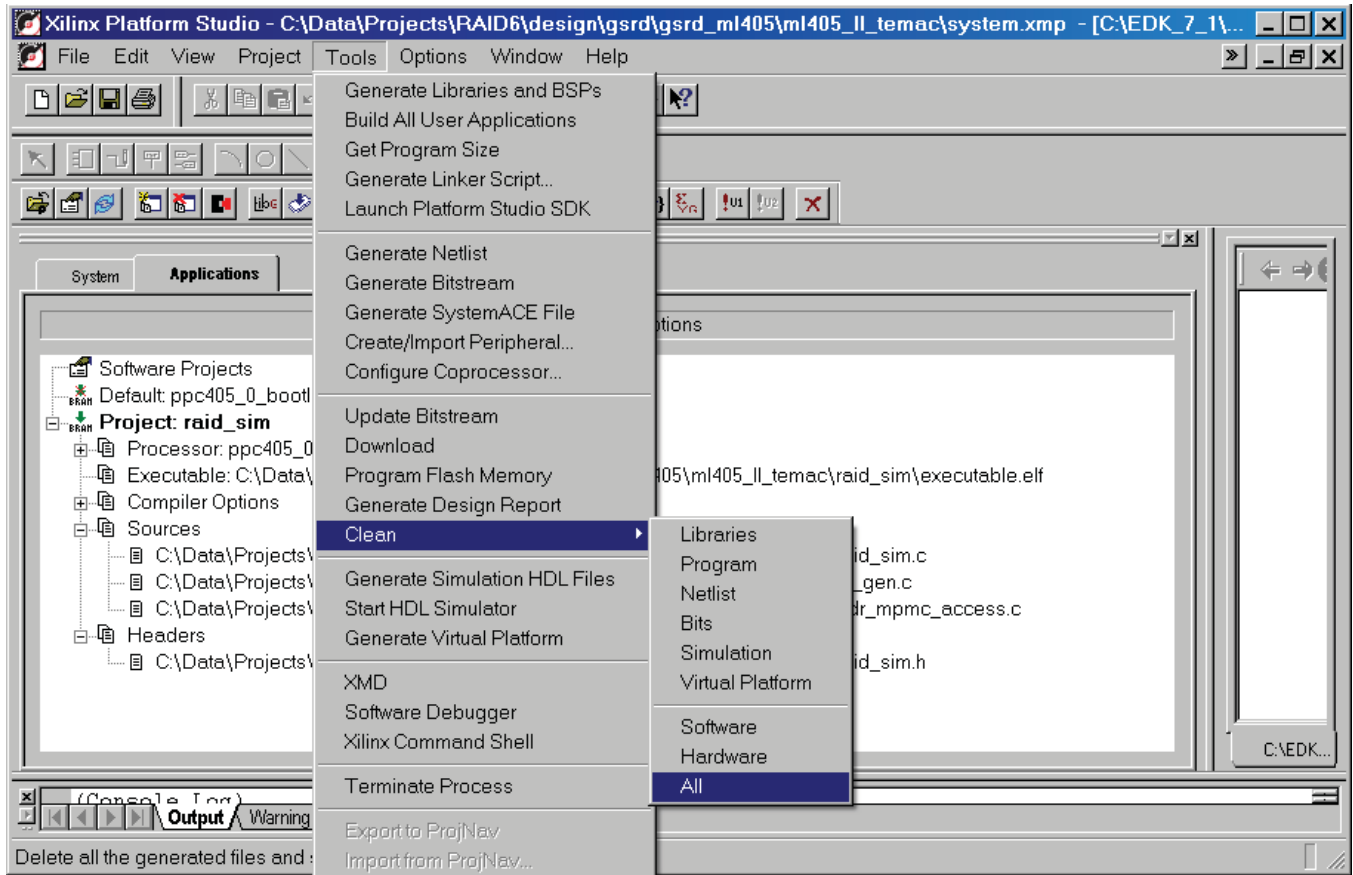 Xilinx Platform Studio - C:\Data\Projects\RAID6\design\gsrd\gsrd_ml405\ml405_ll_temac\system.xmp - [C:\EDK_7_1\...
File Edit View Project Tools Options Window Help
Generate Libraries and BSPs
Build All User Applications
Get Program Size
Generate Linker Script...
Launch Platform Studio SDK
Generate Netlist
Generate Bitstream
Generate SystemACE File
Create/Import Peripheral...
Configure Coprocessor...
Update Bitstream
Download
Program Flash Memory
Generate Design Report
Clean
Generate Simulation HDL Files
Start HDL Simulator
Generate Virtual Platform
XMD
Software Debugger
Xilinx Command Shell
Terminate Process
Export to ProjNav
Import from ProjNav...
Libraries
Program
Netlist
Bits
Simulation
Virtual Platform
Software
Hardware
All
System Applications
ptions
Software Projects
BRAM Default: ppc405_0_bootl
BRAM Project: raid_sim
Processor: ppc405_0
Executable: C:\Data\ 405\ml405_ll_temac\raid_sim\executable.elf
Compiler Options
Sources
C:\Data\Projects\ id_sim.c
C:\Data\Projects\ _gen.c
C:\Data\Projects\ dr_mpmc_access.c
Headers
C:\Data\Projects\ id_sim.h
C:\EDK...
(Console Log)
Output Warning
Delete all the generated files and